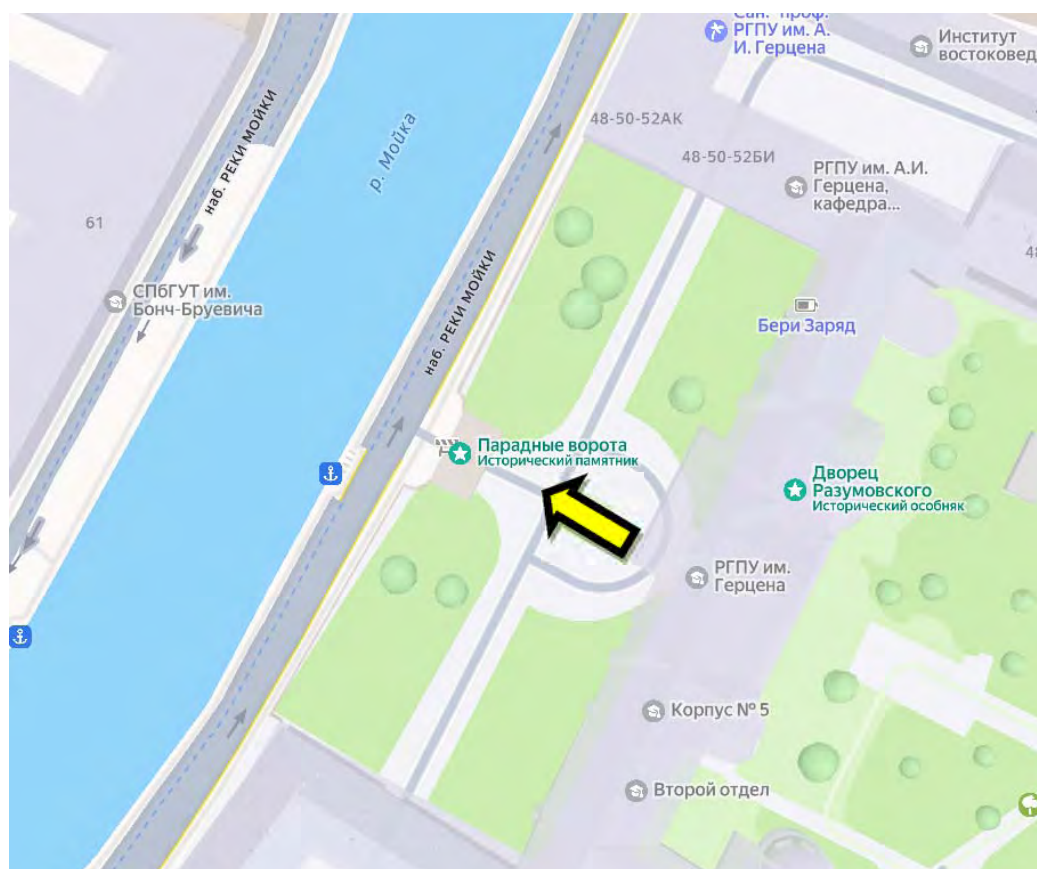 Сан.- проф.
РГПУ им. А.
И. Герцена
Институт
востоковед
48-50-52АК
48-50-52БИ
РГПУ им. А.И.
Герцена,
кафедра...
наб. РЕКИ МОЙКИ
р. Мойка
61
СПбГУТ им.
Бонч-Бруевича
наб. РЕКИ МОЙКИ
Бери Заряд
Парадные ворота
Исторический памятник
Дворец
Разумовского
Исторический особняк
РГПУ им.
Герцена
Корпус № 5
Второй отдел